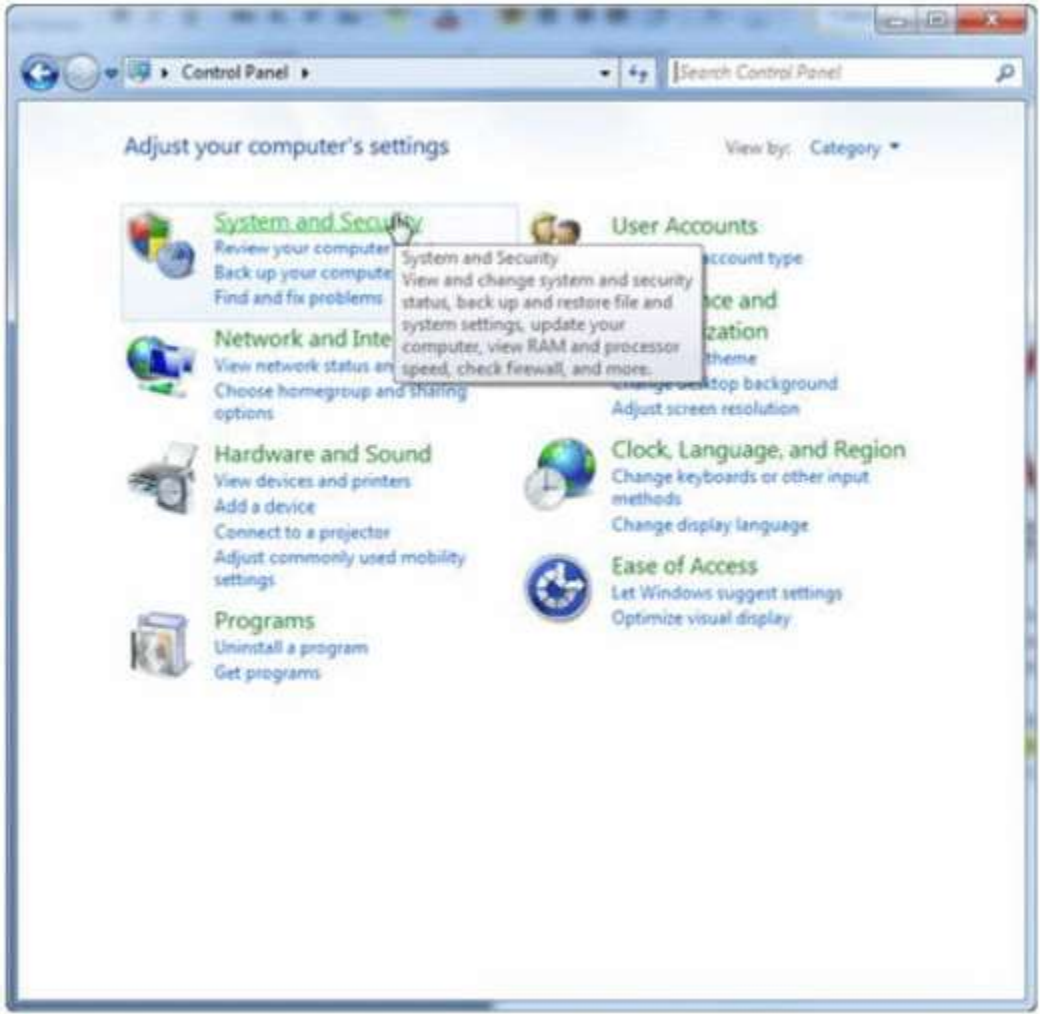 Control Panel
Search Control Panel
Adjust your computer's settings
View by: Category
System and Security
Review your computer
Back up your compute
Find and fix problems
System and Security
View and change system and security
status, back up and restore file and
system settings, update your
computer, view RAM and processor
speed, check firewall, and more.
Network and Inte
View network status an
Choose homegroup and sharing
options
Hardware and Sound
View devices and printers
Add a device
Connect to a projector
Adjust commonly used mobility
settings
Programs
Uninstall a program
Get programs
User Accounts
account type
ce and
zation
theme
Change desktop background
Adjust screen resolution
Clock, Language, and Region
Change keyboards or other input
methods
Change display language
Ease of Access
Let Windows suggest settings
Optimize visual display